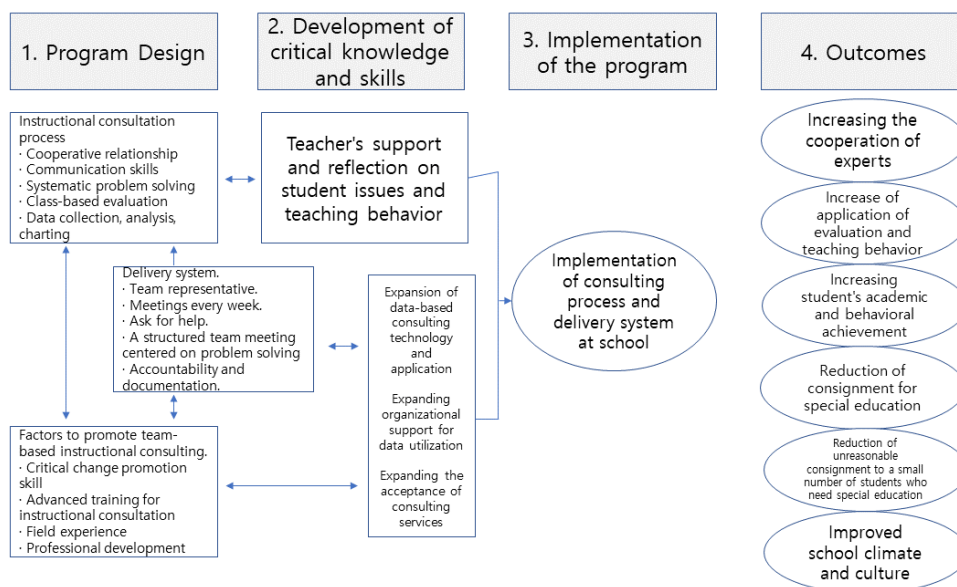 1. Program Design
2. Development of
critical knowledge
and skills
3. Implementation
of the program
4. Outcomes
Instructional consultation
process
· Cooperative relationship
· Communication skills
· Systematic problem solving
· Class-based evaluation
· Data collection, analysis,
charting
Delivery system.
· Team representative.
· Meetings every week.
· Ask for help.
· A structured team meeting
centered on problem solving
· Accountability and
documentation.
Factors to promote team-
based instructional consulting.
· Critical change promotion
skill
· Advanced training for
instructional consultation
· Field experience
· Professional development
Teacher's support
and reflection on
student issues and
teaching behavior
Expansion of
data-based
consulting
technology
and
application
Expanding
organizational
support for data
utilization
Expanding the
acceptance of
consulting
services
Implementation
of consulting
process and
delivery system
at school
Increasing the
cooperation of
experts
Increase of
application of
evaluation and
teaching behavior
Increasing
student's academic
and behavioral
achievement
Reduction of
consignment for
special education
Reduction of
unreasonable
consignment to a small
number of students who
need special education
Improved
school climate
and culture